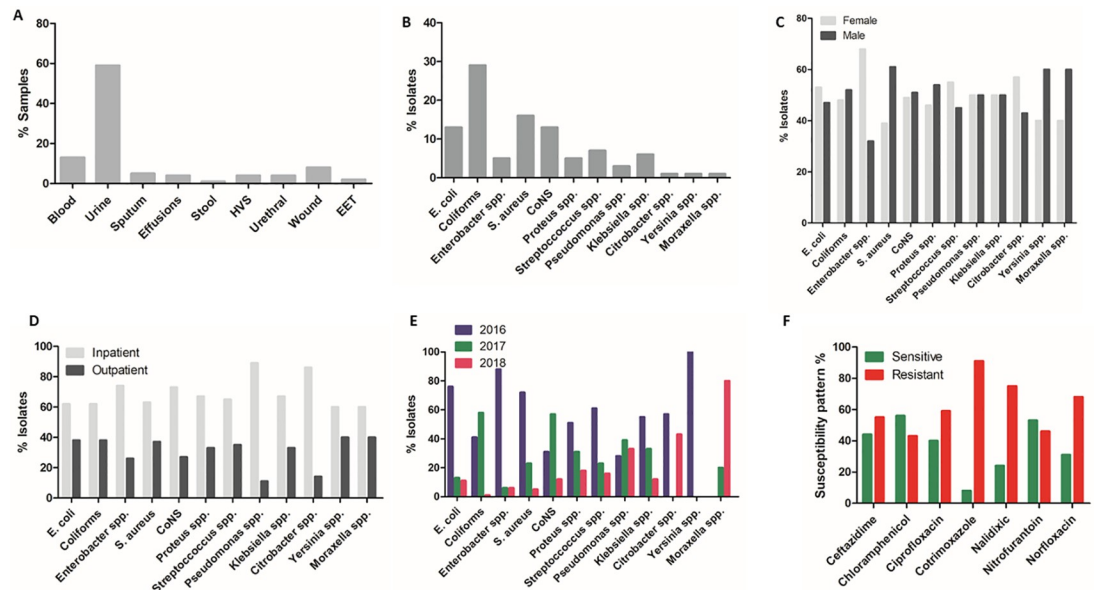 A
% Samples
80
60
40
20
0
Blood
Urine
Sputum
Effusions
Stool
HVS
Urethral
Wound
EET
B
% Isolates
40
30
20
10
0
E. coli
Coliforms
Enterobacter spp.
S. aureus
CoNS
Proteus spp.
Streptoccocus spp.
Pseudomonas spp.
Klebsiella spp.
Citrobacter spp.
Yersinia spp.
Moraxella spp.
C
Female
Male
% Isolates
80
60
40
20
0
E. coli
Coliforms
Enterobacter spp.
S. aureus
CoNS
Proteus spp.
Streptococcus spp.
Pseudomonas spp.
Klebsiella spp.
Citrobacter spp.
Yersinia spp.
Moraxella spp.
D
Inpatient
Outpatient
% Isolates
100
80
60
40
20
0
E. coli
Coliforms
Enterobacter spp.
S. aureus
CoNS
Proteus spp.
Streptococcus spp.
Pseudomonas spp.
Klebsiella spp.
Citrobacter spp.
Yersinia spp.
Moraxella spp.
E
2016
2017
2018
% Isolates
100
80
60
40
20
0
E. coli
Coliforms
Enterobacter spp.
S. aureus
CoNS
Proteus spp.
Streptococcus spp.
Pseudomonas spp.
Klebsiella spp.
Citrobacter spp.
Yersinia spp.
Moraxella spp.
F
Sensitive
Resistant
Susceptibility pattern %
100
80
60
40
20
0
Ceftazidime
Chloramphenicol
Ciprofloxacin
Cotrimoxazole
Nalidixic
Nitrofurantoin
Norfloxacin